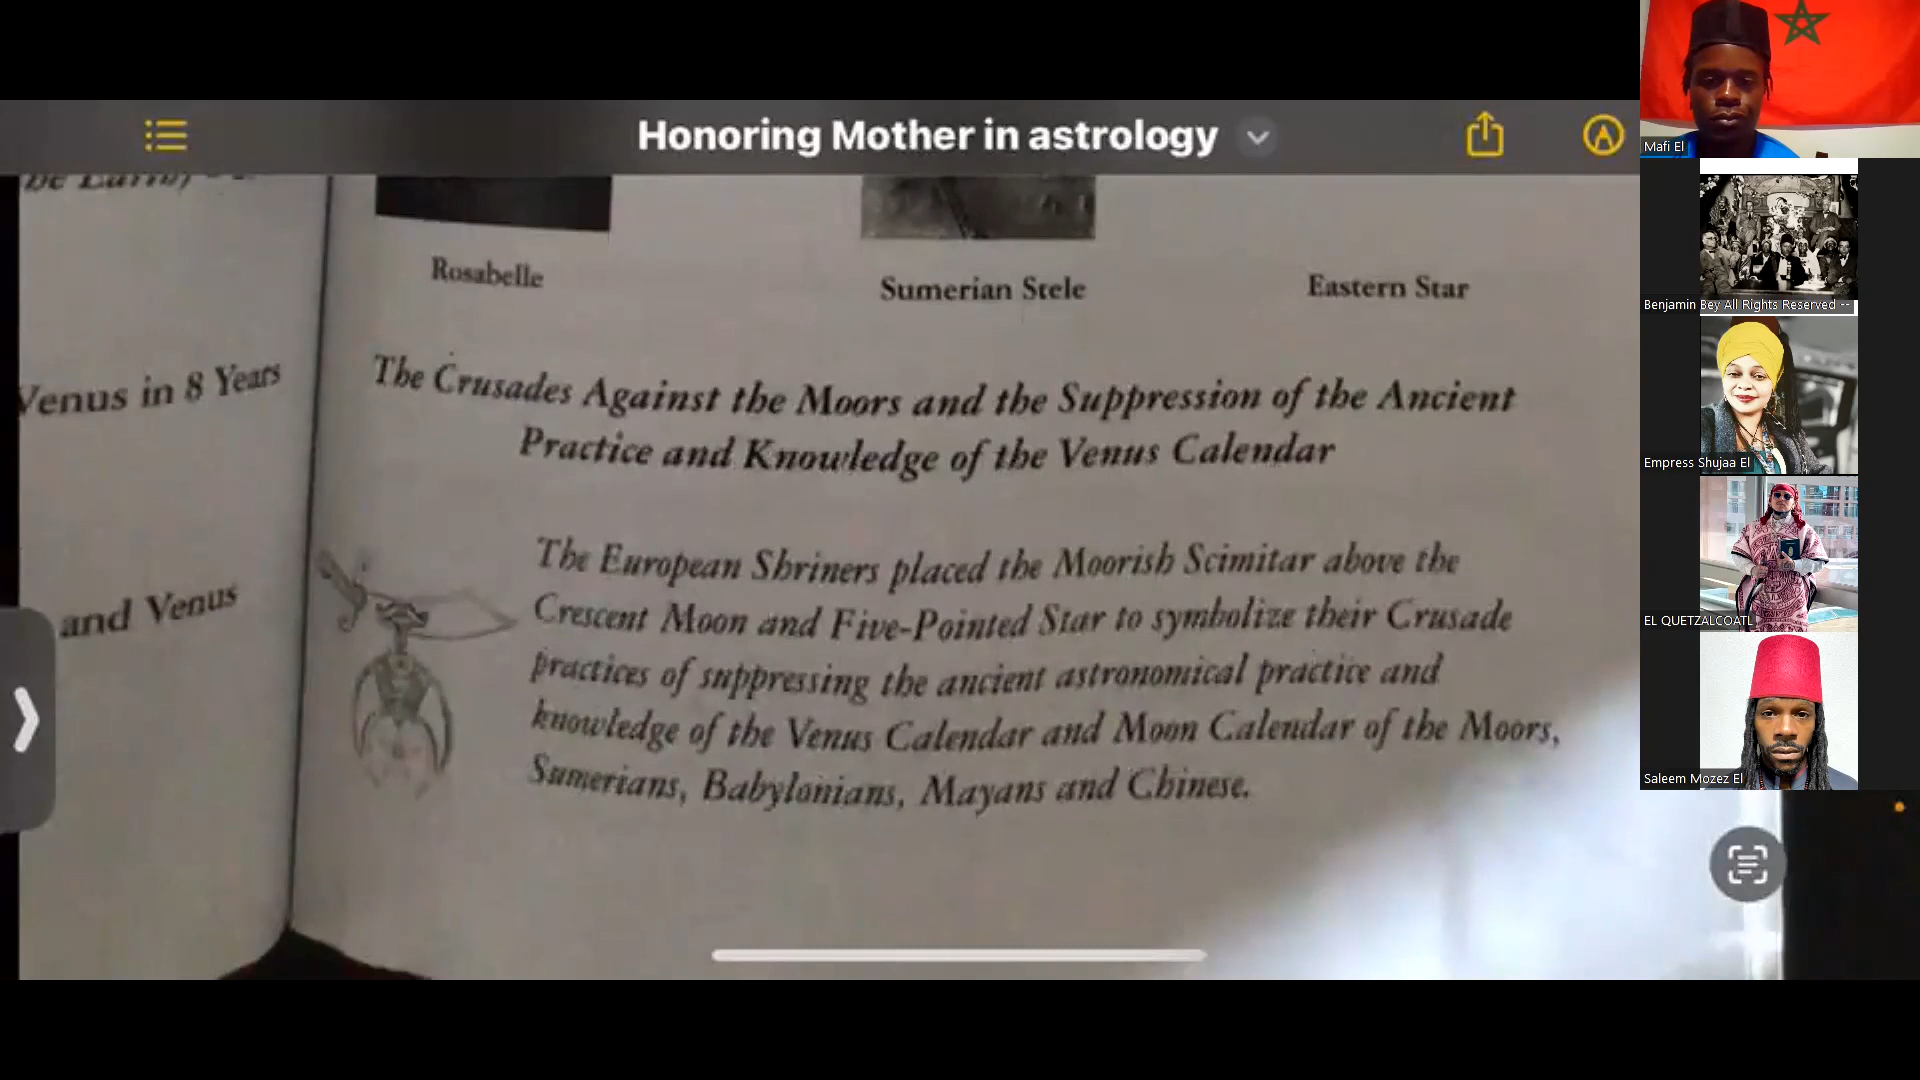 Honoring Mother in astrology
Venus in 8 Years
and Venus
Rosabelle
Sumerian Stele
Eastern Star
The Crusades Against the Moors and the Suppression of the Ancient
Practice and Knowledge of the Venus Calendar
The European Shriners placed the Moorish Scimitar above the
Crescent Moon and Five-Pointed Star to symbolize their Crusade
practices of suppressing the ancient astronomical practice and
knowledge of the Venus Calendar and Moon Calendar of the Moors,
Sumerians, Babylonians, Mayans and Chinese.
Mafi El
Benjamin Bey All Rights Reserved --
Empress Shujaa El
EL QUETZALCOATL
Saleem Mozez El